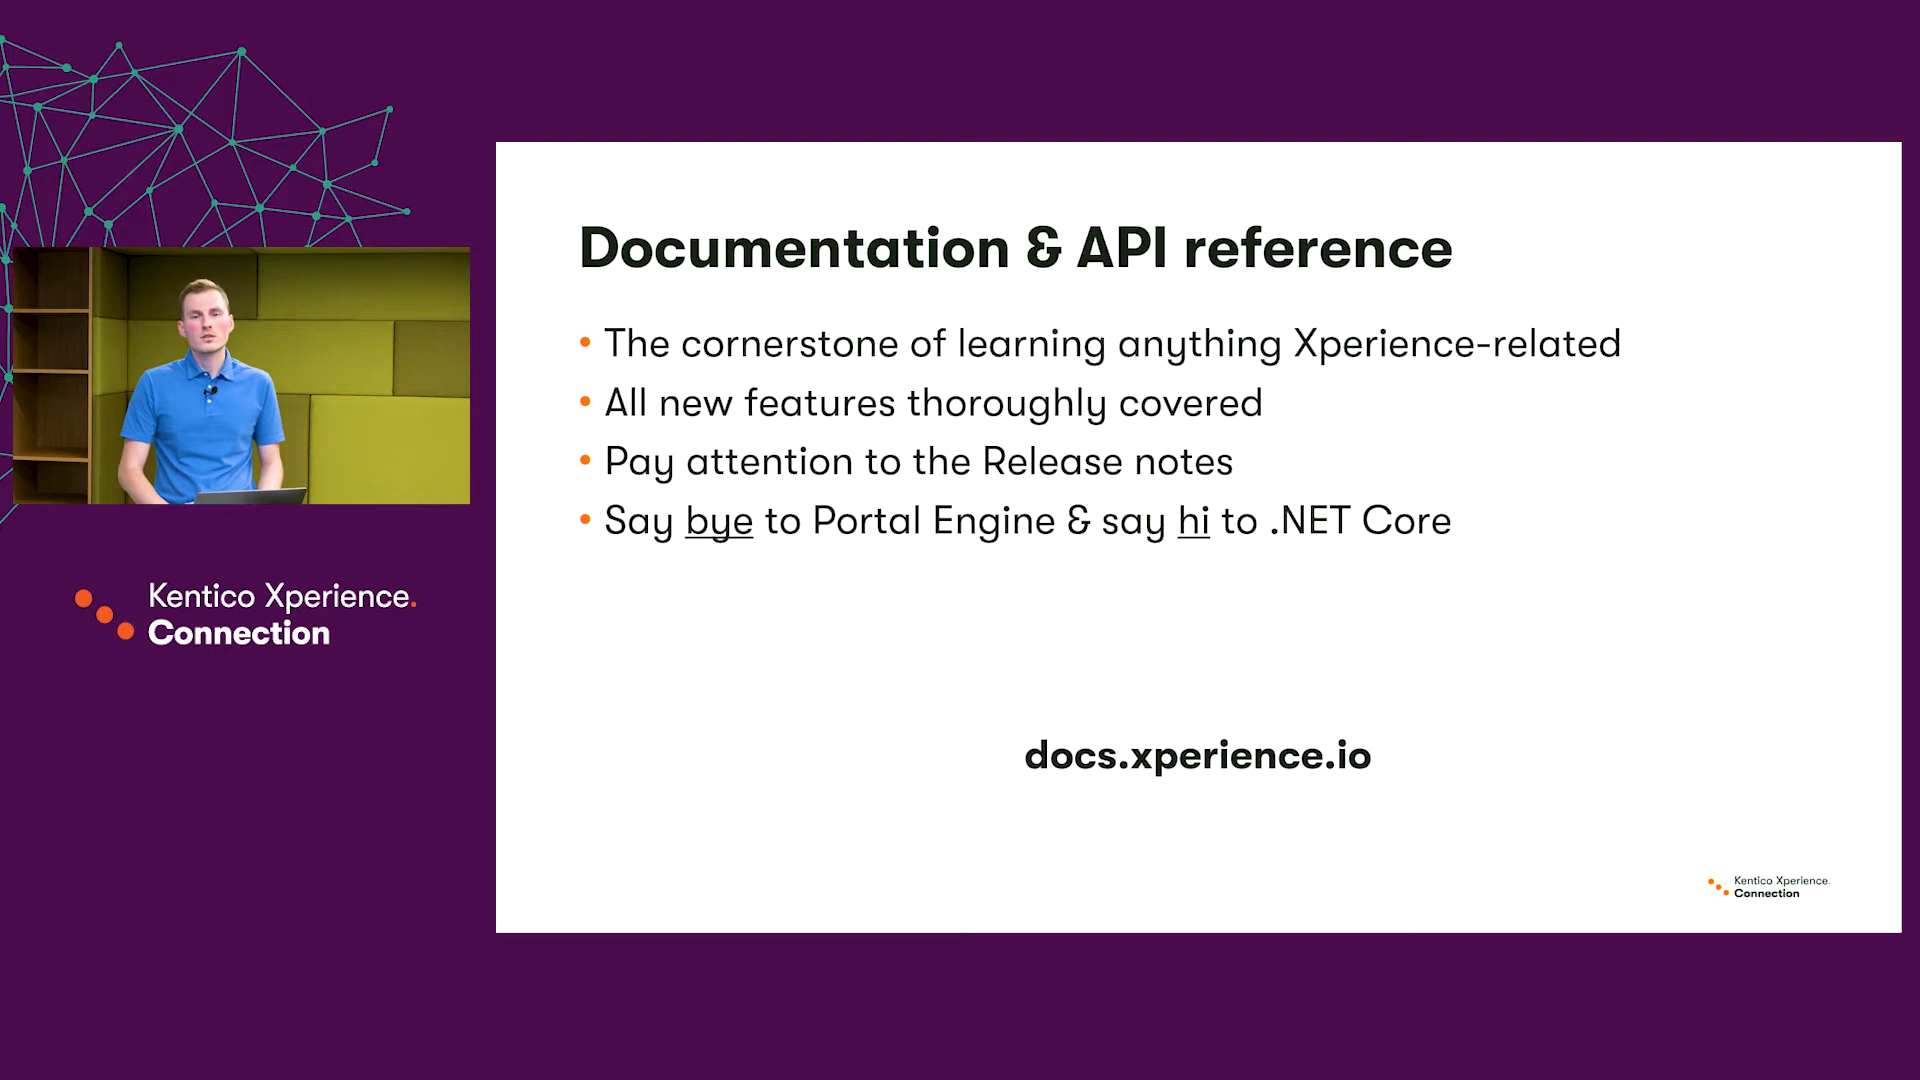 Documentation & API reference
• The cornerstone of learning anything Xperience-related
• All new features thoroughly covered
• Pay attention to the Release notes
• Say bye to Portal Engine & say hi to .NET Core
Kentico Xperience.
Connection
docs.xperience.io
Kentico Xperience.
Connection